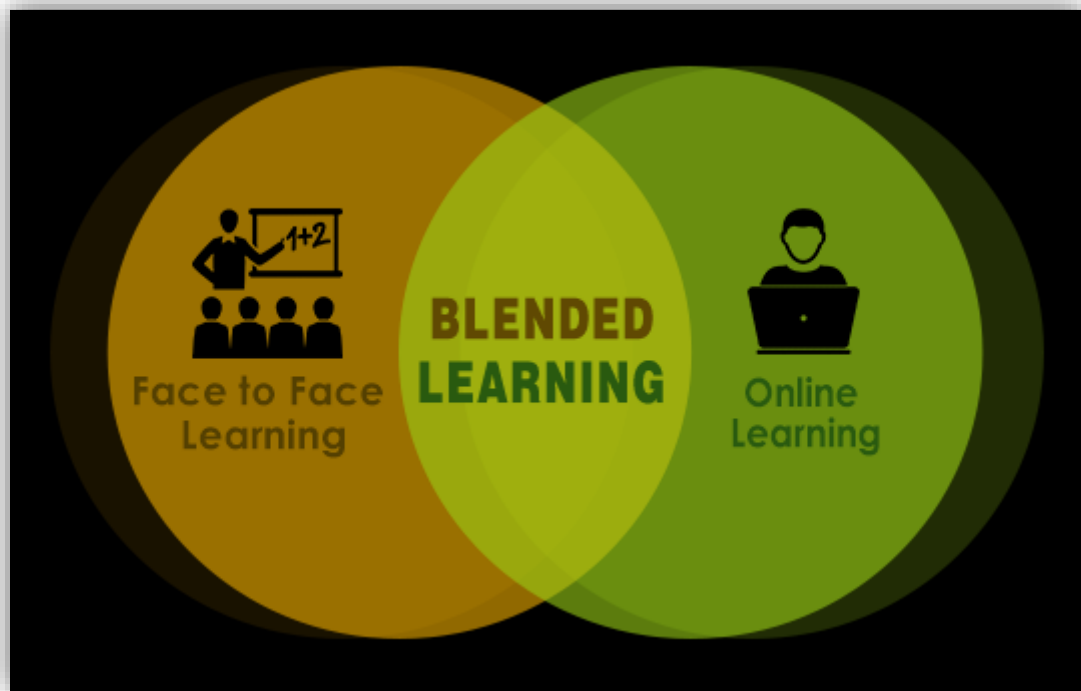 1+2
Face to Face
Learning
BLENDED
LEARNING
Online
Learning